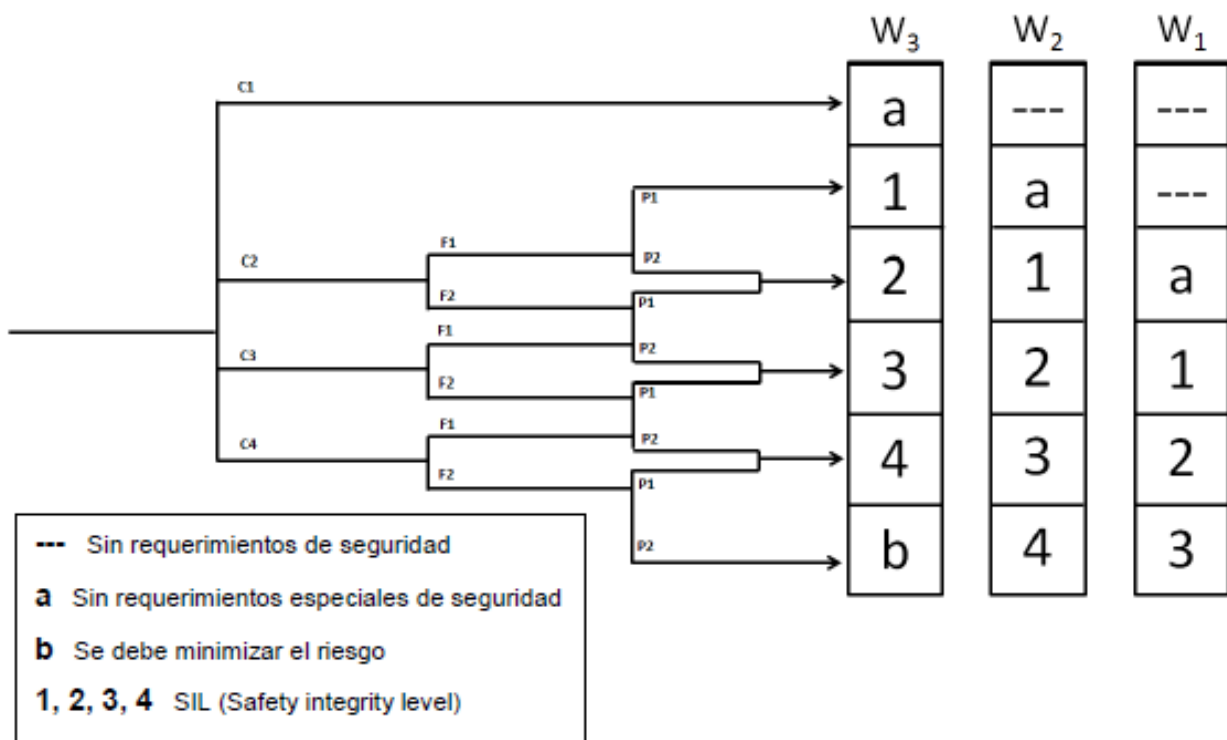 W3 W2 W1
C1
a --- ---
P1
1 a ---
F1
C2
P2
2 1 a
F2
P1
F1
C3
P2
3 2 1
F2
P1
F1
C4
P2
4 3 2
F2
P1
P2
b 4 3
--- Sin requerimientos de seguridad
a Sin requerimientos especiales de seguridad
b Se debe minimizar el riesgo
1, 2, 3, 4 SIL (Safety integrity level)